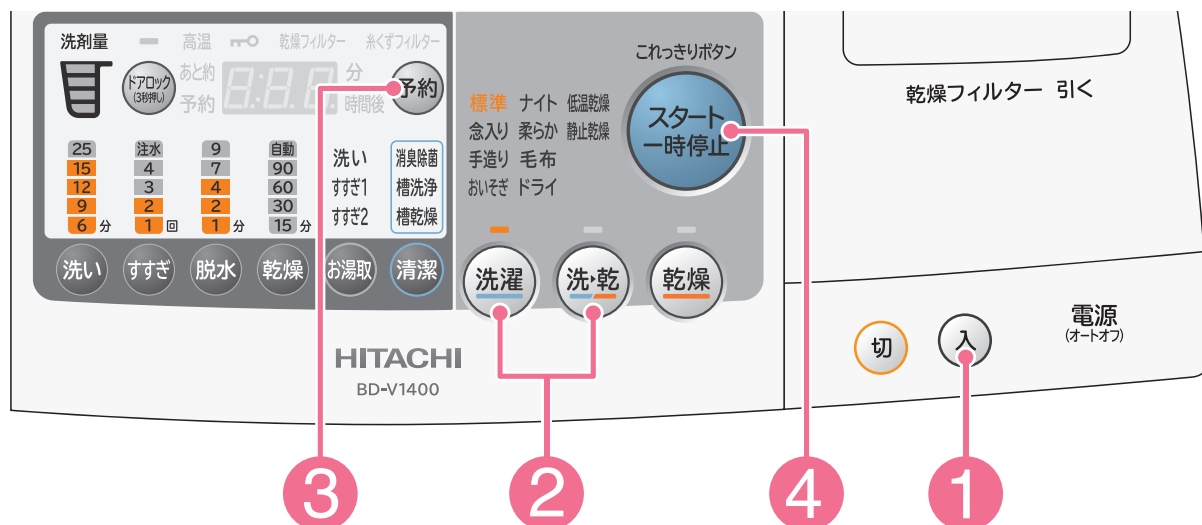 洗剤量 高温 乾燥フィルター 糸くずフィルター
ドアロック
(3秒押し)
あと約 8:8.8. 分
予約 時間後
予約
25 注水 9 自動
15 4 7 90
12 3 4 60
9 2 2 30
6 分 1 回 1 分 15 分
洗い
すすぎ1
すすぎ2
消臭除菌
槽洗浄
槽乾燥
洗い すすぎ 脱水 乾燥 お湯取 清潔
標準 ナイト 低温乾燥
念入り 柔らか 静止乾燥
手造り 毛布
おいそぎ ドライ
これっきりボタン
スタート
一時停止
洗濯 洗乾 乾燥
HITACHI
BD-V1400
乾燥フィルター 引く
切 入
電源
(オートオフ)
3 2 4 1